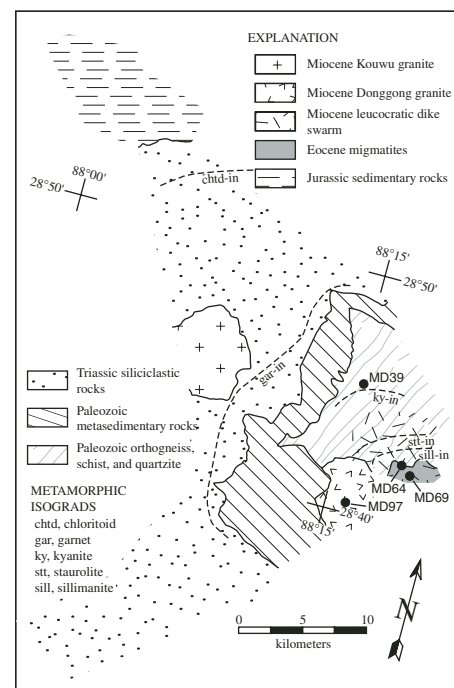 EXPLANATION
Miocene Kouwu granite
Miocene Donggong granite
Miocene leucocratic dike
swarm
Eocene migmatites
Jurassic sedimentary rocks
88°00'
28°50'
chtd-in
88°15'
28°50'
gar-in
MD39
ky-in
stt-in
sill-in
MD64
MD69
MD97
28°40'
88°15'
Triassic siliciclastic
rocks
Paleozoic
metasedimentary rocks
Paleozoic orthogneiss,
schist, and quartzite
METAMORPHIC
ISOGRADS
chtd, chloritoid
gar, garnet
ky, kyanite
stt, staurolite
sill, sillimanite
N
0 5 10
kilometers